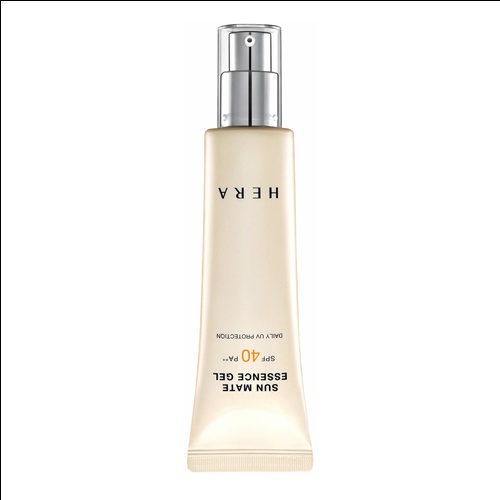 SUN MATE
ESSENCE GEL
SPF 40 PA++
DAILY UV PROTECTION
HERA